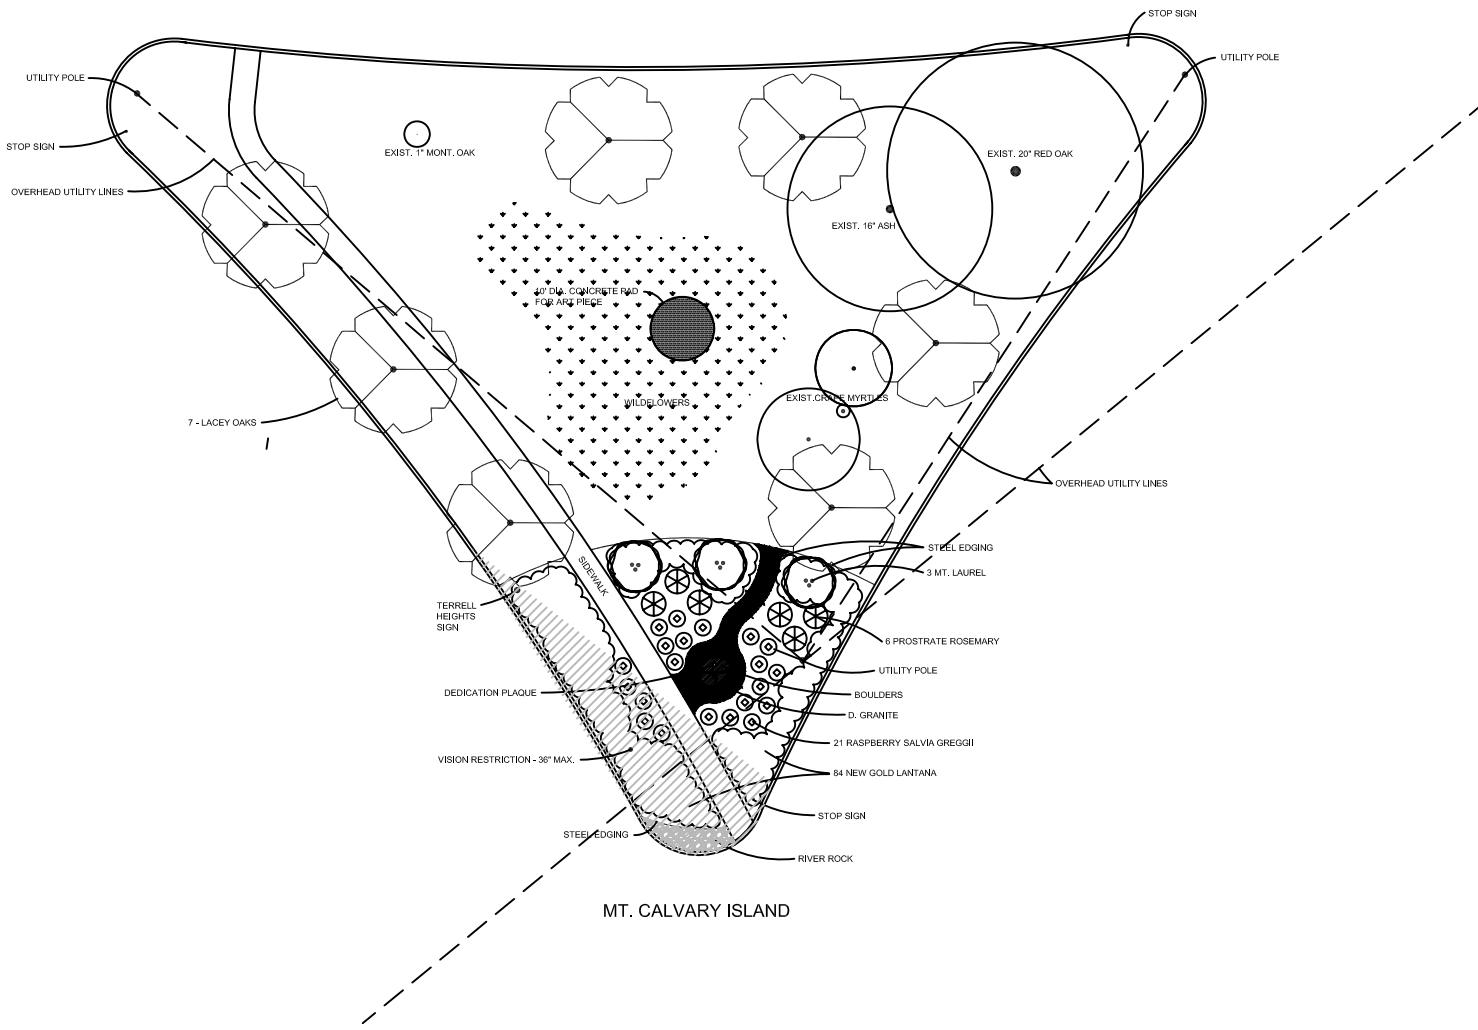 STOP SIGN
UTILITY POLE
UTILITY POLE
STOP SIGN
EXIST. 1" MONT. OAK
EXIST. 20" RED OAK
OVERHEAD UTILITY LINES
EXIST. 16" ASH
10' DIA. CONCRETE PAD
FOR ART PIECE
WILDFLOWERS
EXIST.CRAPE MYRTLES
7 - LACEY OAKS
OVERHEAD UTILITY LINES
STEEL EDGING
SIDEWALK
3 MT. LAUREL
TERRELL
HEIGHTS
SIGN
6 PROSTRATE ROSEMARY
UTILITY POLE
DEDICATION PLAQUE
BOULDERS
D. GRANITE
21 RASPBERRY SALVIA GREGGII
VISION RESTRICTION - 36" MAX.
84 NEW GOLD LANTANA
STOP SIGN
STEEL EDGING
RIVER ROCK
MT. CALVARY ISLAND